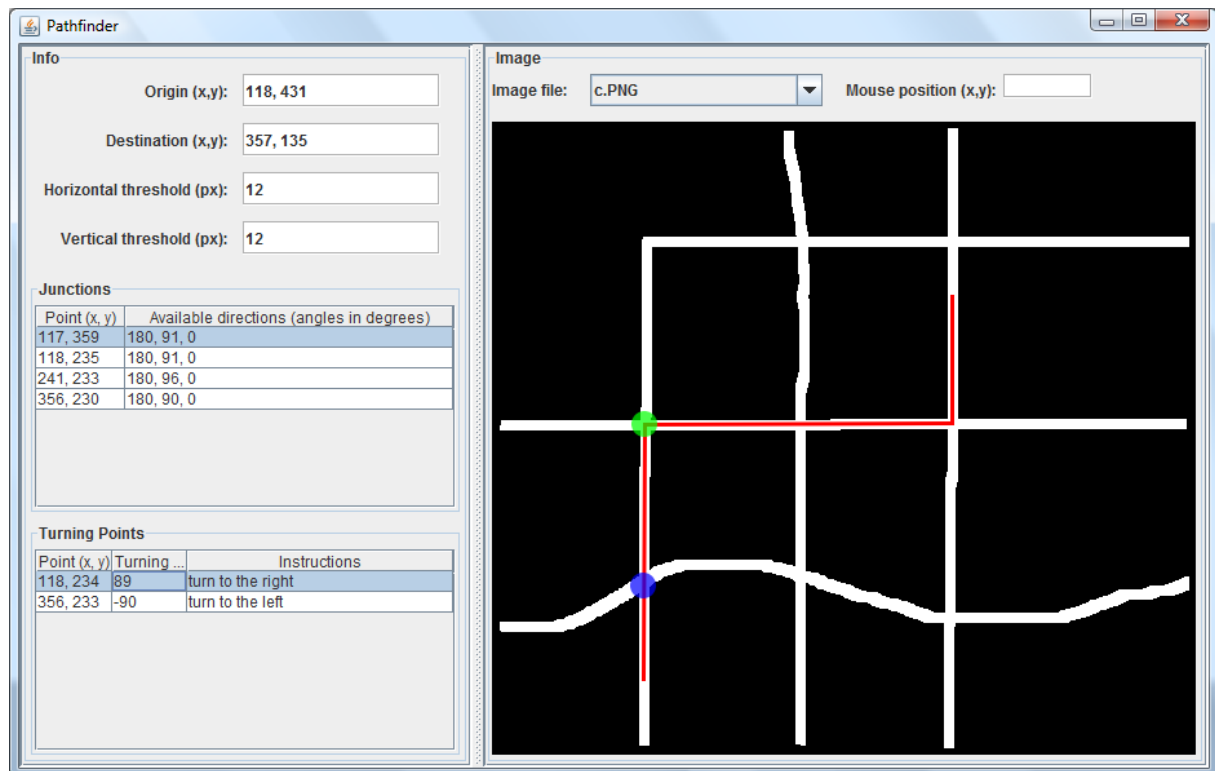 Pathfinder
Info
Origin (x,y): 118, 431
Destination (x,y): 357, 135
Horizontal threshold (px): 12
Vertical threshold (px): 12
Junctions
Point (x, y) Available directions (angles in degrees)
117, 359 180, 91, 0
118, 235 180, 91, 0
241, 233 180, 96, 0
356, 230 180, 90, 0
Turning Points
Point (x, y) Turning ... Instructions
118, 234 89 turn to the right
356, 233 -90 turn to the left
Image
Image file: c.PNG Mouse position (x,y):